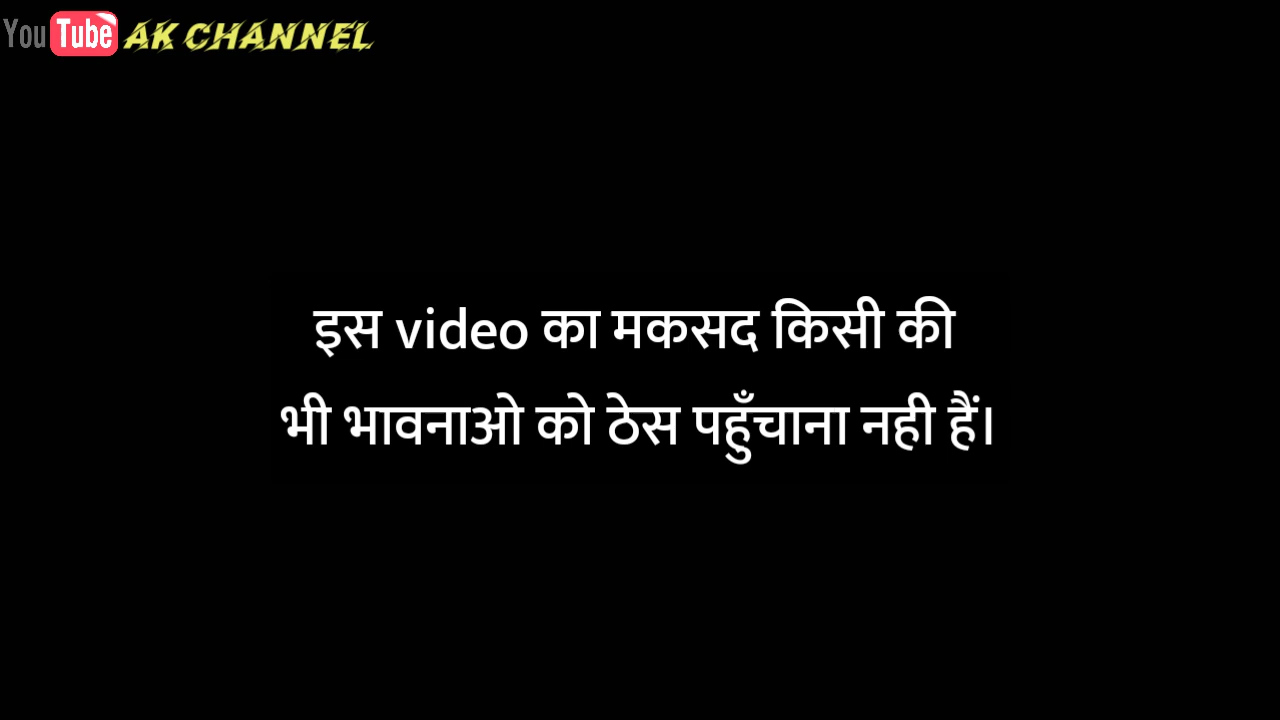 YouTube AK CHANNEL
इस video का मकसद किसी की
भी भावनाओ को ठेस पहुँचाना नही हैं।